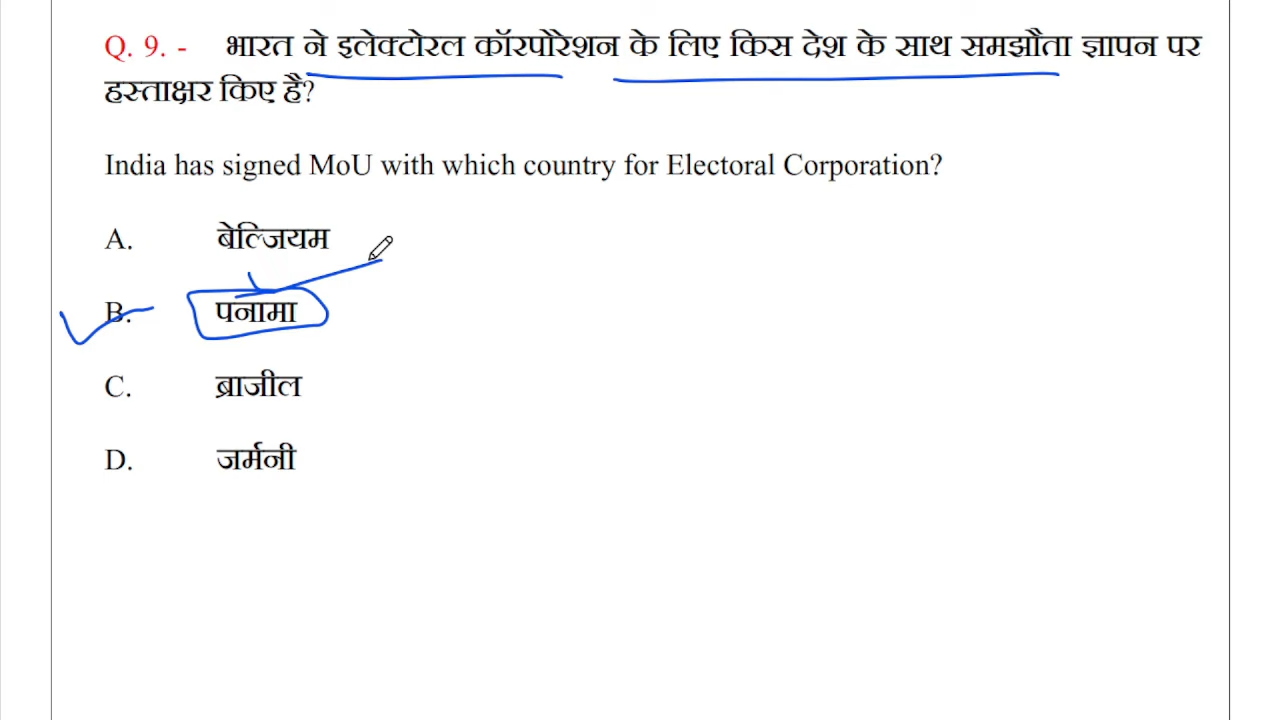 Q. 9. - भारत ने इलेक्टोरल कॉरपोरेशन के लिए किस देश के साथ समझौता ज्ञापन पर
हस्ताक्षर किए है?
India has signed MoU with which country for Electoral Corporation?
A. बेल्जियम
B. पनामा
C. ब्राजील
D. जर्मनी